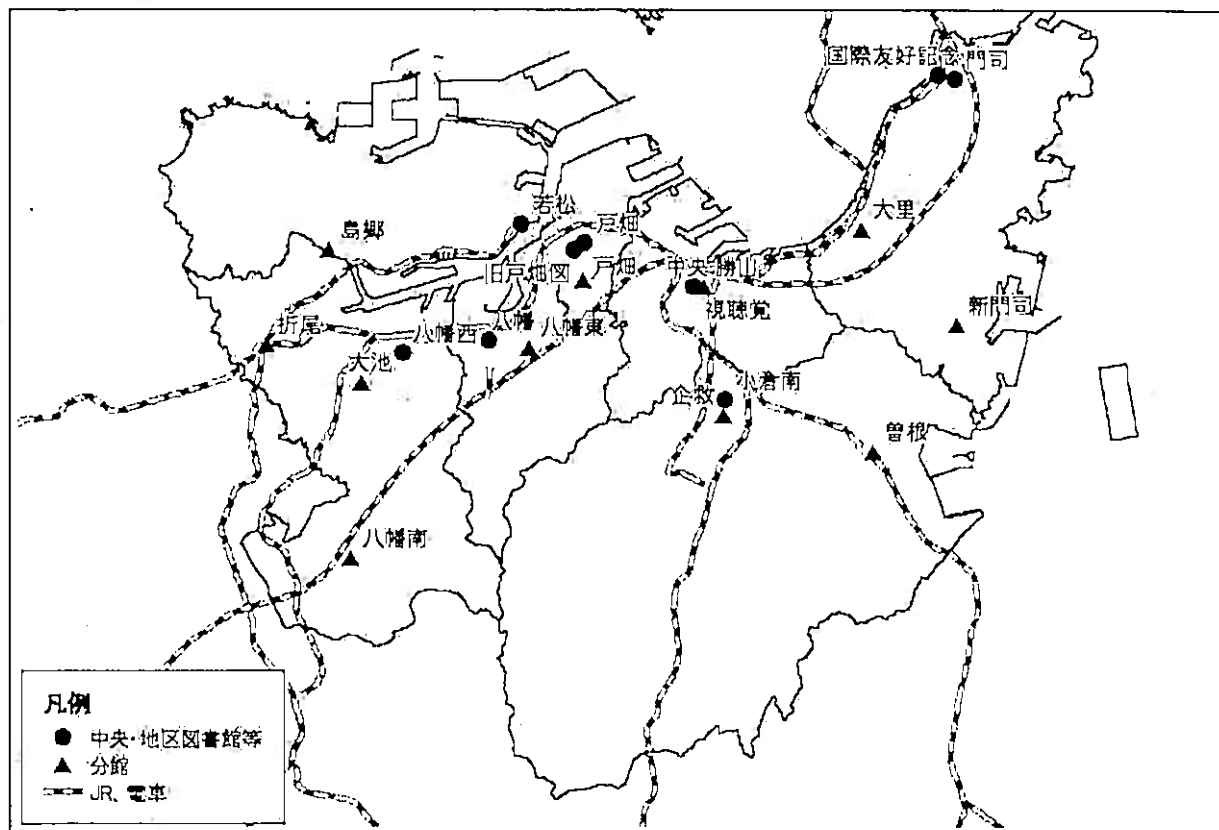 国際友好記念
門司
若松
戸畑
大里
島郷
旧戸畑図
戸畑
中央
勝山
視聴覚
新門司
折尾
八幡西
八幡
八幡東
大池
小倉南
企救
曽根
八幡南
凡例
中央・地区図書館等
分館
JR、電車